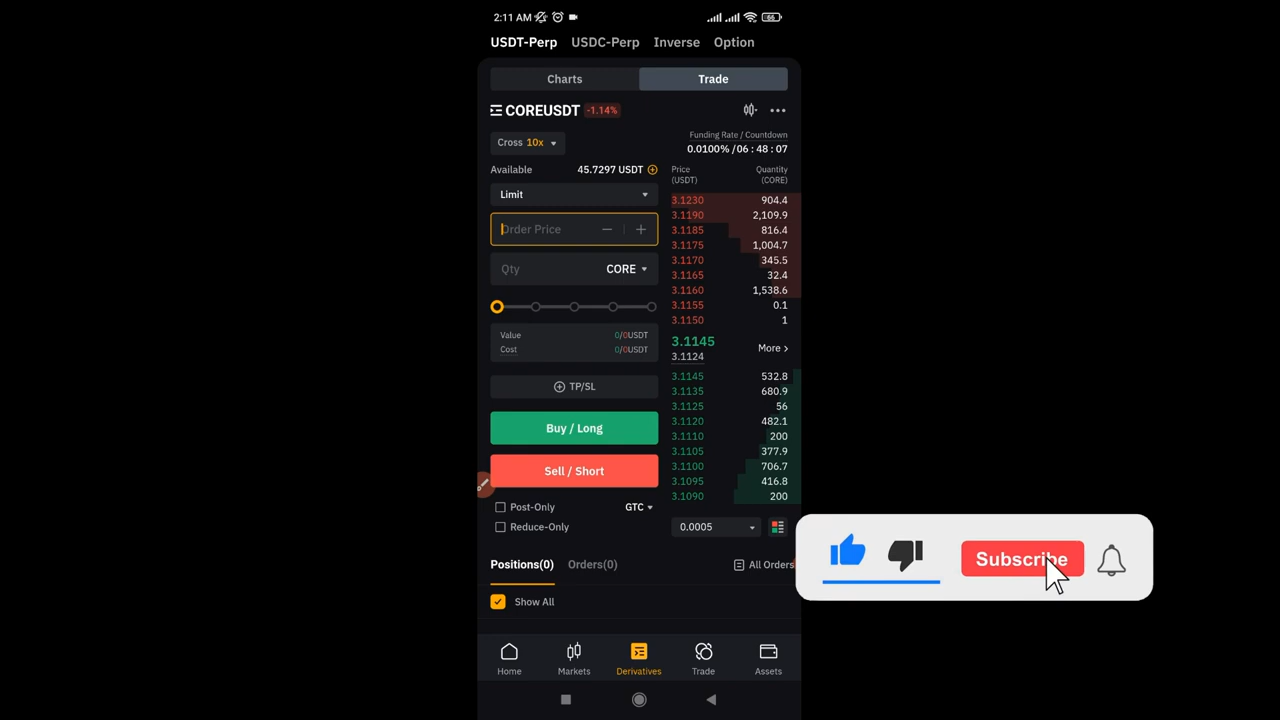 2:11 AM
66
USDT-Perp USDC-Perp Inverse Option
Charts Trade
COREUSDT -1.14%
Cross 10x
Funding Rate / Countdown
0.0100% /06 : 48 : 07
Available 45.7297 USDT
Price (USDT) Quantity (CORE)
Limit
Order Price
Qty CORE
Value 0/0USDT
Cost 0/0USDT
TP/SL
Buy / Long
Sell / Short
Post-Only GTC
Reduce-Only
3.1230 904.4
3.1190 2,109.9
3.1185 816.4
3.1175 1,004.7
3.1170 345.5
3.1165 32.4
3.1160 1,538.6
3.1155 0.1
3.1150 1
3.1145
3.1124
More
3.1145 532.8
3.1135 680.9
3.1125 56
3.1120 482.1
3.1110 200
3.1105 377.9
3.1100 706.7
3.1095 416.8
3.1090 200
0.0005
Positions(0) Orders(0) All Orders
Show All
Subscribe
Home Markets Derivatives Trade Assets